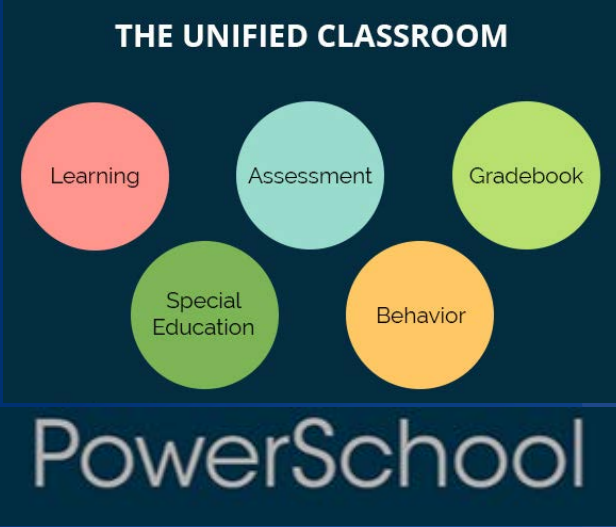 THE UNIFIED CLASSROOM
Learning
Assessment
Gradebook
Special
Education
Behavior
PowerSchool